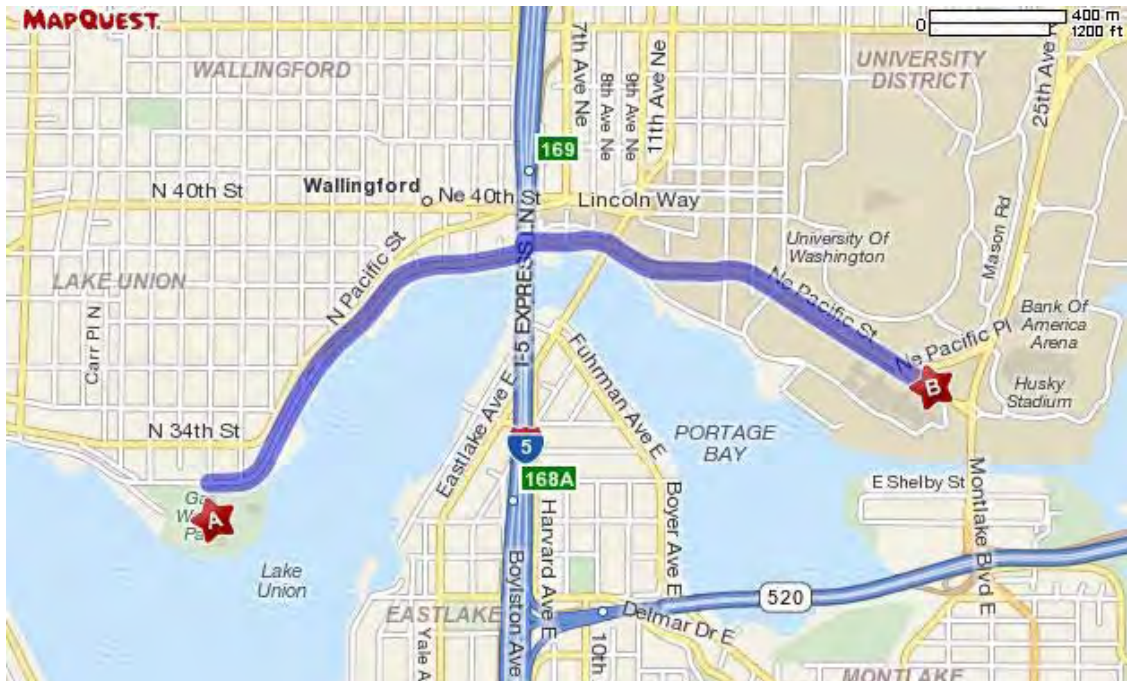 MAPQUEST.
0
400 m
1200 ft
WALLINGFORD
7th Ave Ne
8th Ave Ne
9th Ave Ne
11th Ave Ne
UNIVERSITY
DISTRICT
25th Ave
169
N 40th St
Wallingford
Ne 40th St
Lincoln Way
N Pacific St
I-5 EXPRESS LN
University Of
Washington
Mason Rd
LAKE UNION
Carr Pl N
Ne Pacific St
Bank Of
America
Arena
Ne Pacific Pl
B
Husky
Stadium
Fuhrman Ave E
Eastlake Ave E
N 34th St
5
168A
PORTAGE
BAY
E Shelby St
A
Lake
Union
Harvard Ave E
Boyer Ave E
Montlake Blvd E
Boylston Ave
520
EASTLAKE
Delmar Dr E
Yale A
10th
MONTLAKE